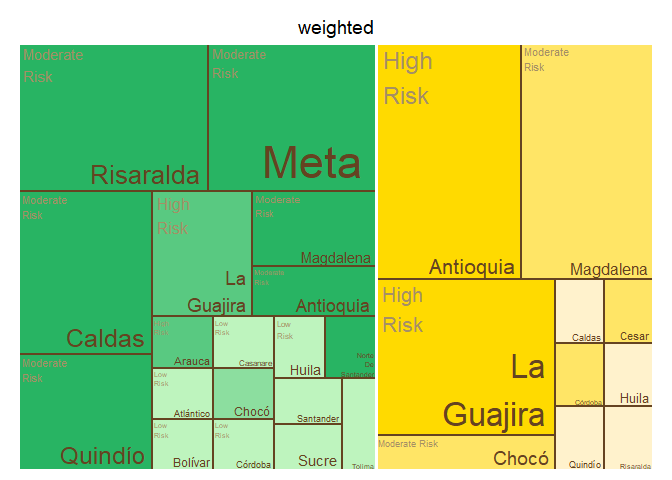 weighted
Moderate
Risk
Risaralda
Moderate
Risk
Meta
Moderate
Risk
Caldas
Moderate
Risk
Quindío
High
Risk
La
Guajira
Moderate
Risk
Magdalena
Moderate
Risk
Antioquia
High
Risk
Arauca
Low
Risk
Casanare
Low
Risk
Huila
Norte
De
Santander
Low
Risk
Atlántico
Chocó
Low
Risk
Bolívar
Low
Risk
Córdoba
Santander
Sucre
Tolima
High
Risk
Antioquia
Moderate
Risk
Magdalena
High
Risk
La
Guajira
Moderate Risk
Chocó
Caldas
Cesar
Córdoba
Huila
Quindío
Risaralda